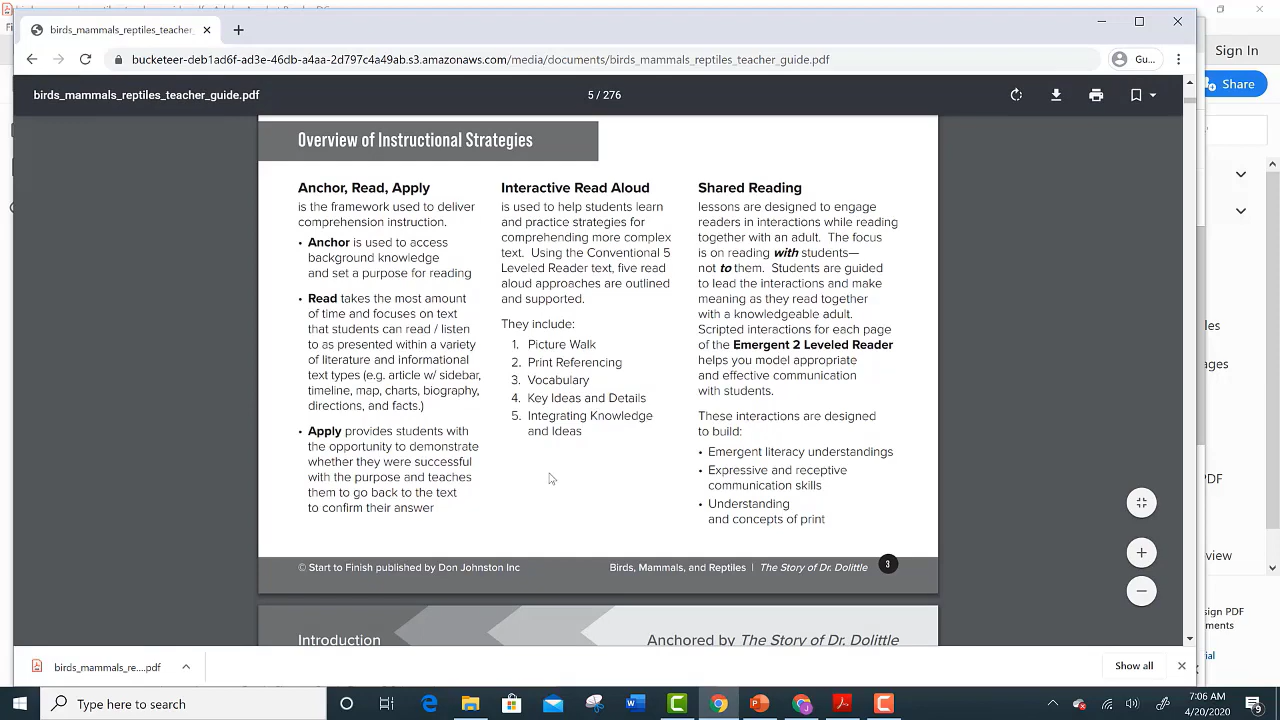 birds_mammals_reptiles_teacher_
Sign In
bucketeer-deb1ad6f-ad3e-46db-a4aa-2d797c4a49ab.s3.amazonaws.com/media/documents/birds_mammals_reptiles_teacher_guide.pdf
Gu...
Share
birds_mammals_reptiles_teacher_guide.pdf
5 / 276
Overview of Instructional Strategies
Anchor, Read, Apply
is the framework used to deliver
comprehension instruction.
• Anchor is used to access
background knowledge
and set a purpose for reading
• Read takes the most amount
of time and focuses on text
that students can read / listen
to as presented within a variety
of literature and informational
text types (e.g. article w/ sidebar,
timeline, map, charts, biography,
directions, and facts.)
• Apply provides students with
the opportunity to demonstrate
whether they were successful
with the purpose and teaches
them to go back to the text
to confirm their answer
Interactive Read Aloud
is used to help students learn
and practice strategies for
comprehending more complex
text. Using the Conventional 5
Leveled Reader text, five read
aloud approaches are outlined
and supported.
They include:
1. Picture Walk
2. Print Referencing
3. Vocabulary
4. Key Ideas and Details
5. Integrating Knowledge
and Ideas
Shared Reading
lessons are designed to engage
readers in interactions while reading
together with an adult. The focus
is on reading with students—
not to them. Students are guided
to lead the interactions and make
meaning as they read together
with a knowledgeable adult.
Scripted interactions for each page
of the Emergent 2 Leveled Reader
helps you model appropriate
and effective communication
with students.
These interactions are designed
to build:
• Emergent literacy understandings
• Expressive and receptive
communication skills
• Understanding
and concepts of print
© Start to Finish published by Don Johnston Inc
Birds, Mammals, and Reptiles | The Story of Dr. Dolittle
3
Introduction
Anchored by The Story of Dr. Dolittle
birds_mammals_re....pdf
Show all
Type here to search
7:06 AM
4/20/2020